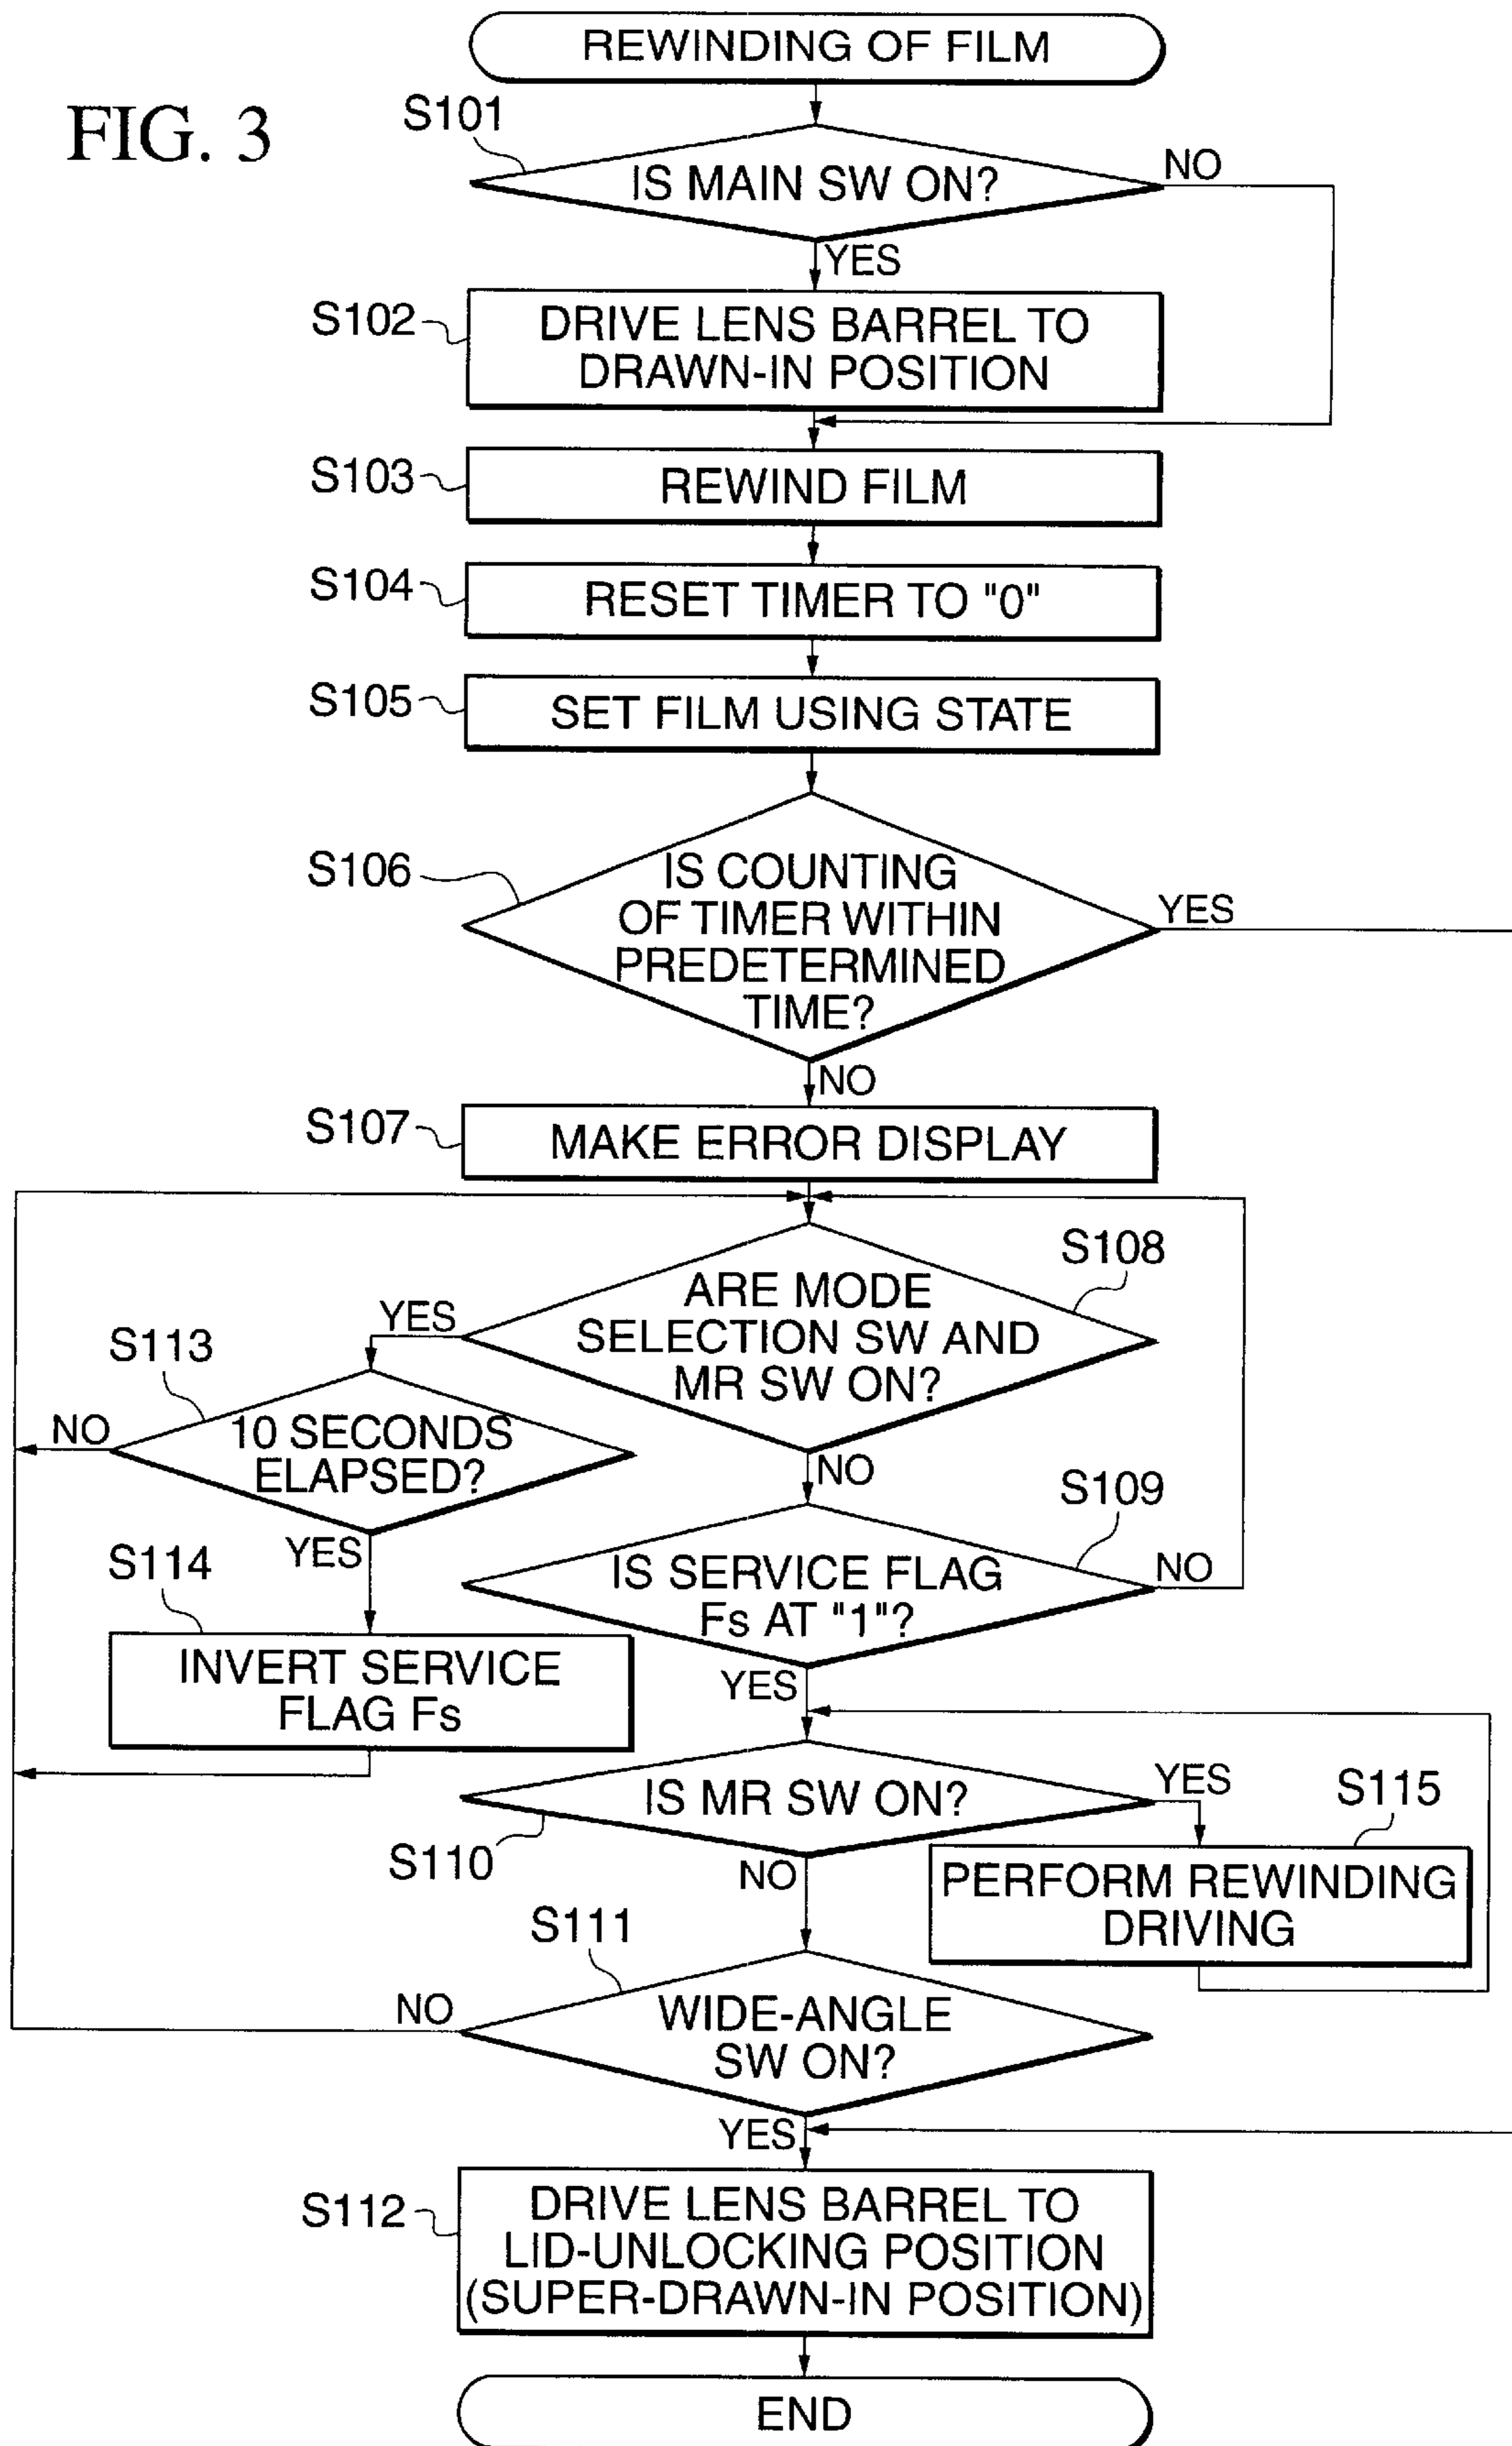 REWINDING OF FILM
FIG. 3
S101
IS MAIN SW ON?
NO
YES
S102
DRIVE LENS BARREL TO
DRAWN-IN POSITION
S103
REWIND FILM
S104
RESET TIMER TO "0"
S105
SET FILM USING STATE
S106
IS COUNTING
OF TIMER WITHIN
PREDETERMINED
TIME?
YES
NO
S107
MAKE ERROR DISPLAY
S108
ARE MODE
SELECTION SW AND
MR SW ON?
YES
NO
S113
10 SECONDS
ELAPSED?
NO
YES
S109
IS SERVICE FLAG
Fs AT "1"?
NO
YES
S114
INVERT SERVICE
FLAG Fs
S110
IS MR SW ON?
YES
NO
S115
PERFORM REWINDING
DRIVING
S111
WIDE-ANGLE
SW ON?
NO
YES
S112
DRIVE LENS BARREL TO
LID-UNLOCKING POSITION
(SUPER-DRAWN-IN POSITION)
END